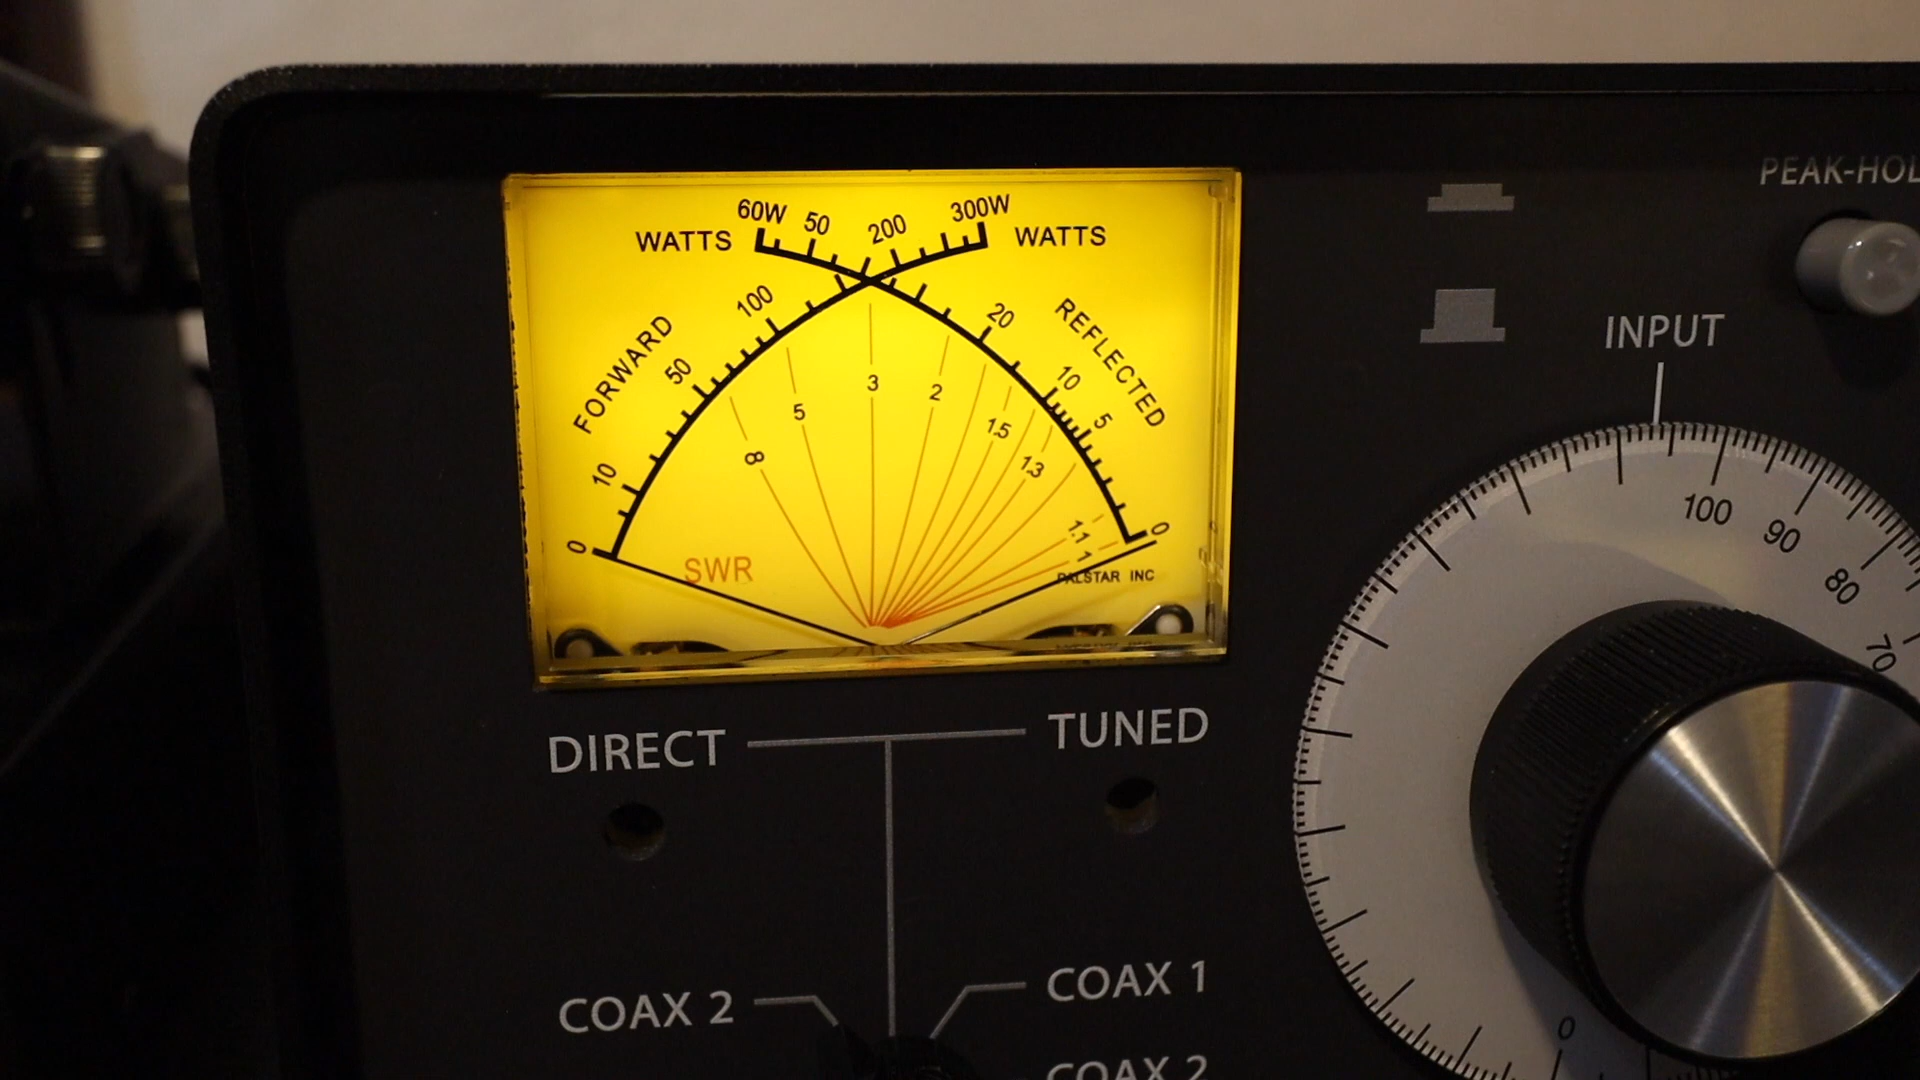 PEAK-HOL
60W 50 200 300W
WATTS WATTS
100 20
FORWARD REFLECTED
50 10 5
10
3 2
5 1.5
∞ 1.3
0 0
1.1
1
SWR
PALSTAR INC
INPUT
100
90
80
70
0
DIRECT TUNED
COAX 2 COAX 1
COAX 2